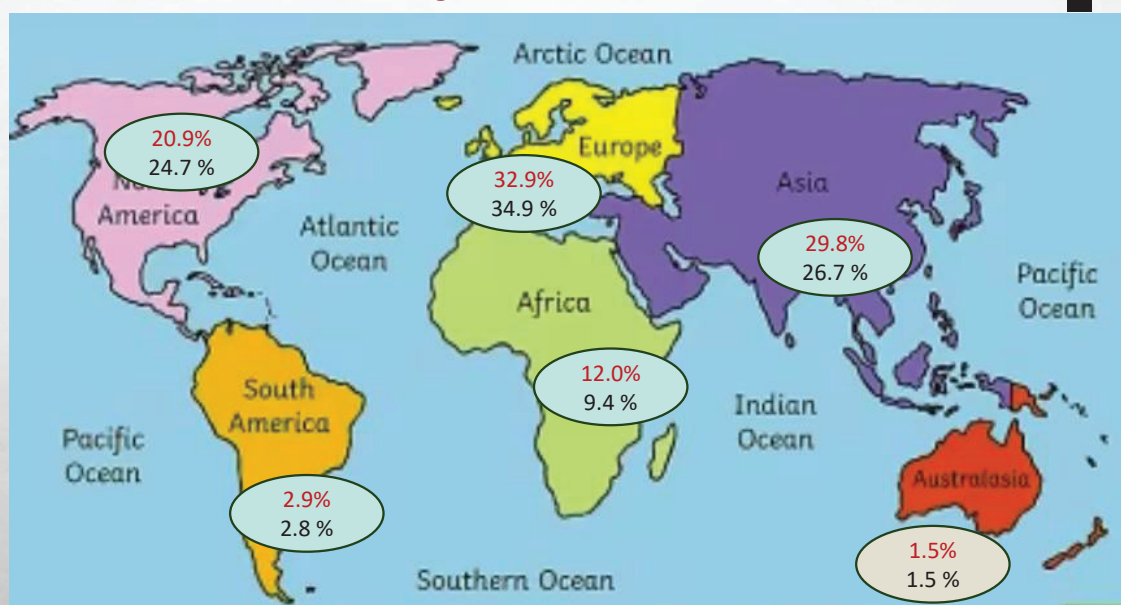 Arctic Ocean
20.9%
24.7 %
America
Europe
32.9%
34.9 %
Asia
Atlantic
Ocean
29.8%
26.7 %
Africa
Pacific
Ocean
12.0%
9.4 %
South
America
Indian
Ocean
Pacific
Ocean
Australasia
2.9%
2.8 %
1.5%
1.5 %
Southern Ocean